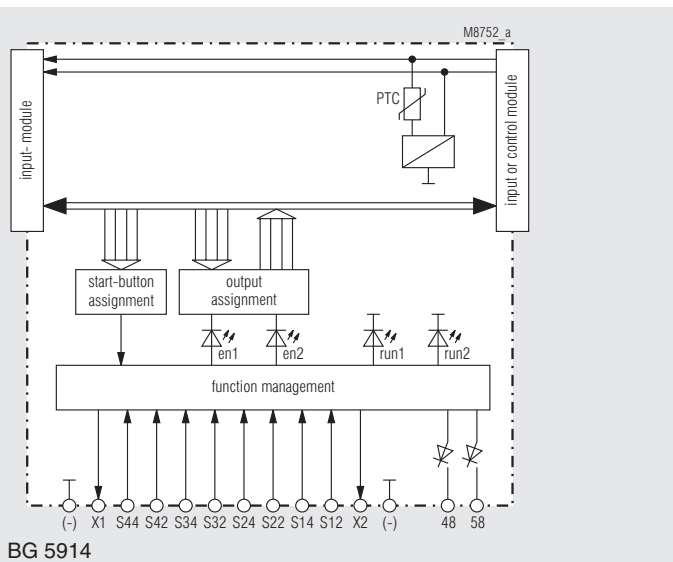 M8752_a
input- module
input or control module
PTC
start-button
assignment
output
assignment
en1
en2
run1
run2
function management
(-) X1 S44 S42 S34 S32 S24 S22 S14 S12 X2 (-) 48 58
BG 5914